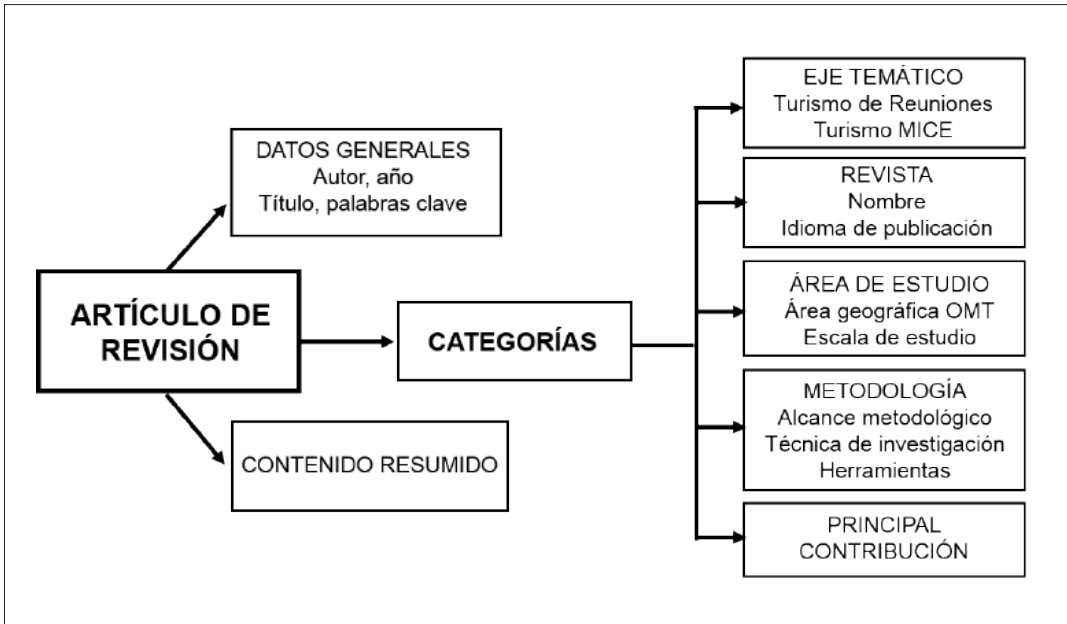 ARTÍCULO DE
REVISIÓN
DATOS GENERALES
Autor, año
Título, palabras clave
CONTENIDO RESUMIDO
CATEGORÍAS
EJE TEMÁTICO
Turismo de Reuniones
Turismo MICE
REVISTA
Nombre
Idioma de publicación
ÁREA DE ESTUDIO
Área geográfica OMT
Escala de estudio
METODOLOGÍA
Alcance metodológico
Técnica de investigación
Herramientas
PRINCIPAL
CONTRIBUCIÓN